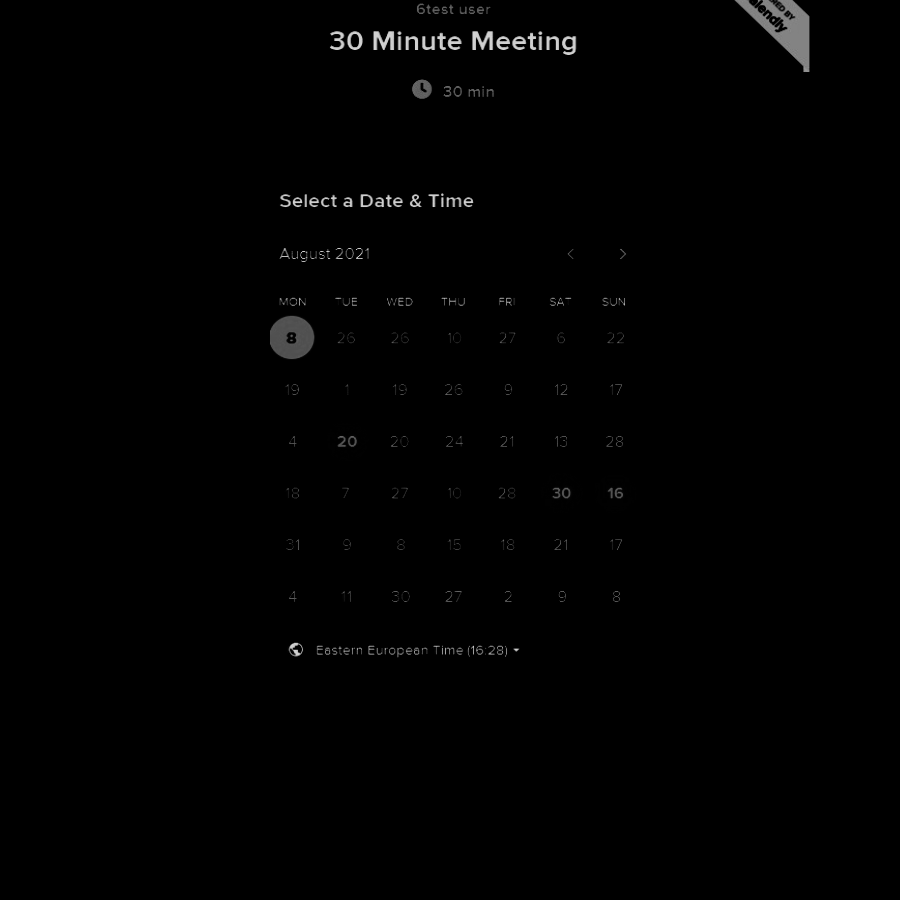 6test user
30 Minute Meeting
30 min
Select a Date & Time
August 2021
MON TUE WED THU FRI SAT SUN
8 26 26 10 27 6 22
19 1 19 26 9 12 17
4 20 20 24 21 13 28
18 7 27 10 28 30 16
31 9 8 15 18 21 17
4 11 30 27 2 9 8
Eastern European Time (16:28)